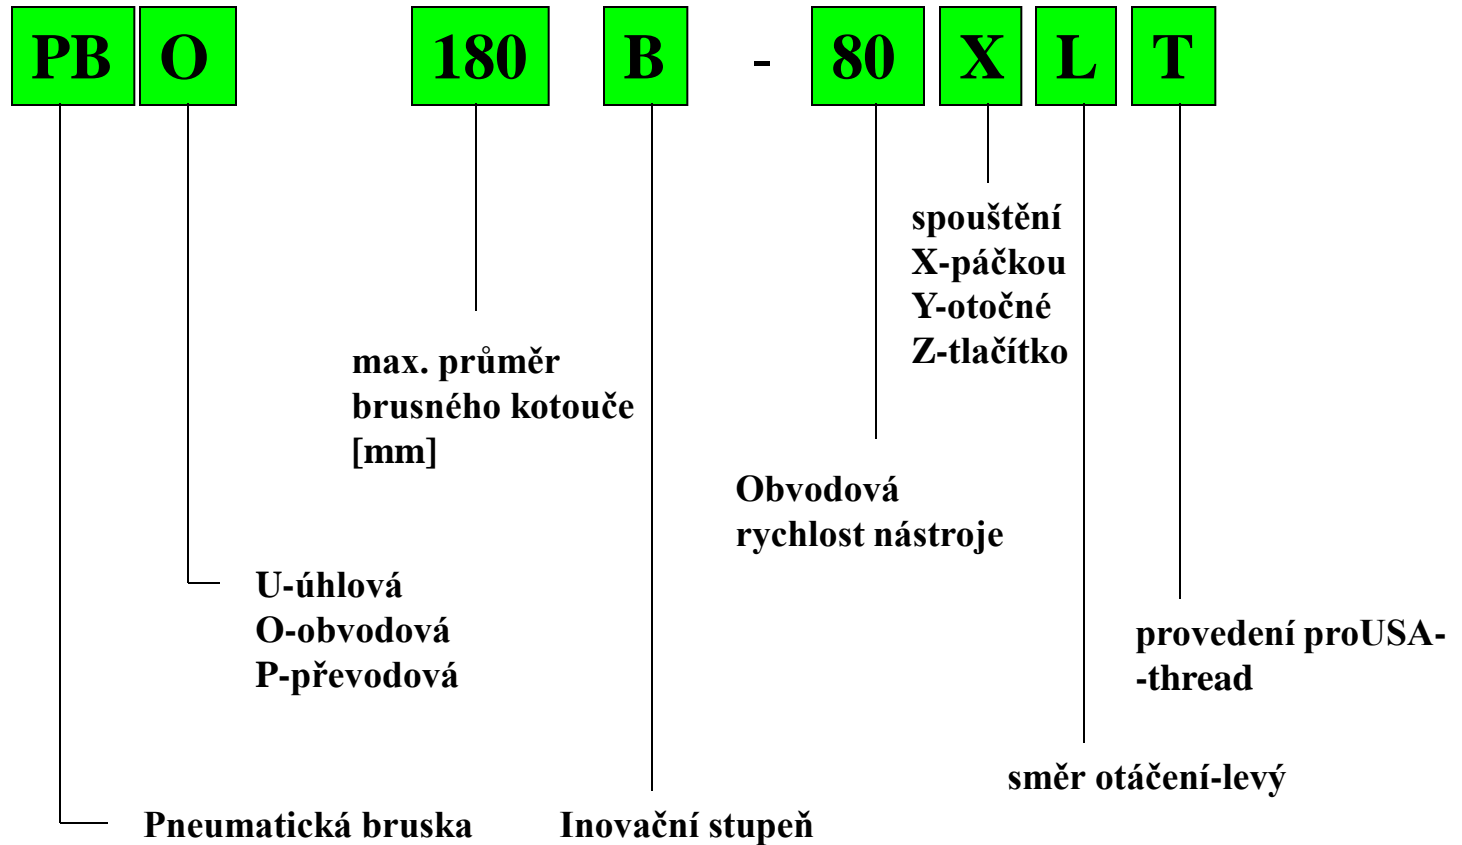 PB O 180 B - 80 X L T
spouštění
X-páčkou
Y-otočné
Z-tlačítko
max. průměr
brusného kotouče
[mm]
Obvodová
rychlost nástroje
U-úhlová
O-obvodová
P-převodová
provedení proUSA-
-thread
směr otáčení-levý
Pneumatická bruska
Inovační stupeň